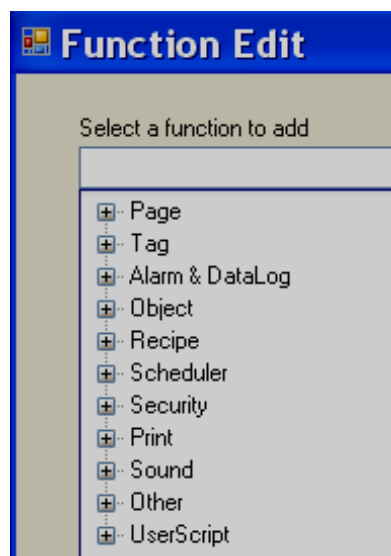 Function Edit
Select a function to add
Page
Tag
Alarm & DataLog
Object
Recipe
Scheduler
Security
Print
Sound
Other
UserScript